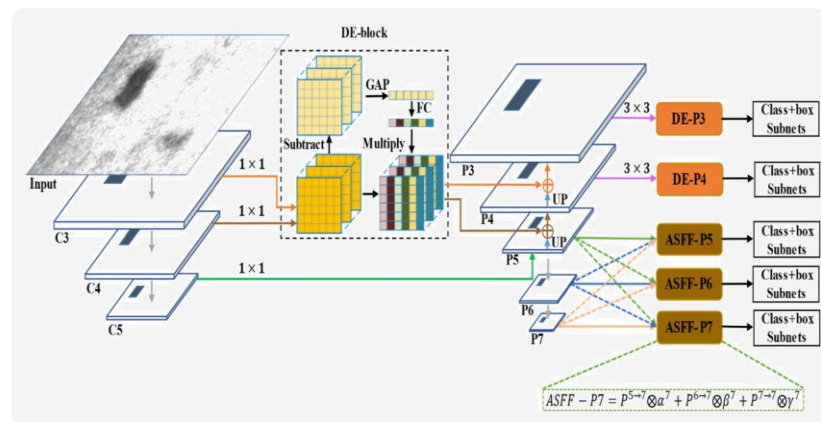 DE-block
GAP
FC
Subtract
Multiply
Input
1×1
1×1
1×1
C3
C4
C5
P3
P4
P5
P6
P7
UP
UP
3×3
3×3
DE-P3
DE-P4
ASFF-P5
ASFF-P6
ASFF-P7
Class+box
Subnets
Class+box
Subnets
Class+box
Subnets
Class+box
Subnets
Class+box
Subnets
ASFF − P7 = P⁵→⁷⊗α⁷ + P⁶→⁷⊗β⁷ + P⁷→⁷⊗γ⁷